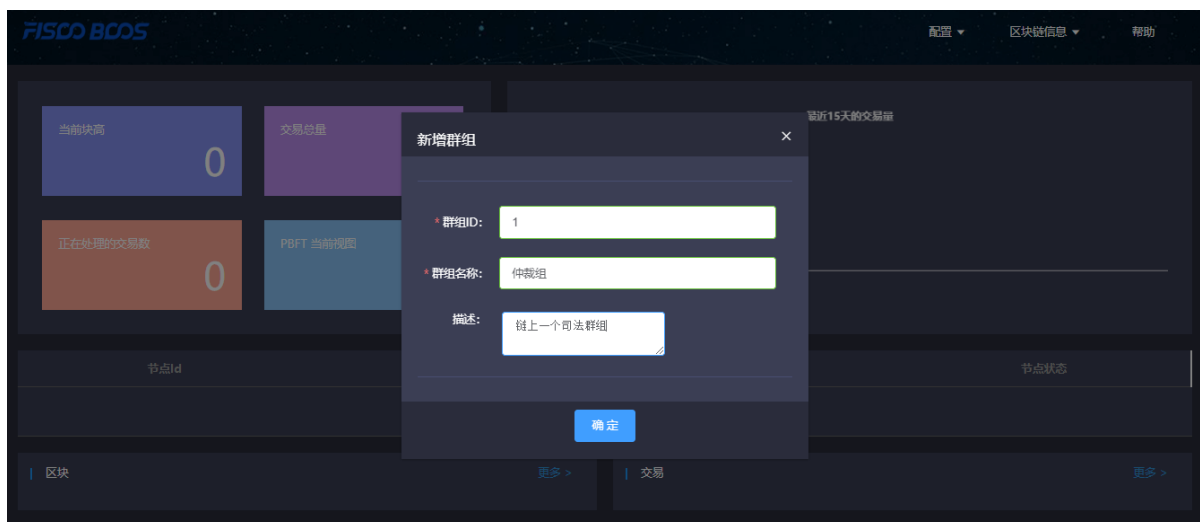 FISCO BCOS
配置 ▼ 区块链信息 ▼ 帮助
当前块高
0
交易总量
最近15天的交易量
新增群组 ×
* 群组ID: 1
正在处理的交易数
0
PBFT 当前视图
* 群组名称: 仲裁组
描述: 链上一个司法群组
节点Id 节点状态
确定
区块 更多 >
交易 更多 >